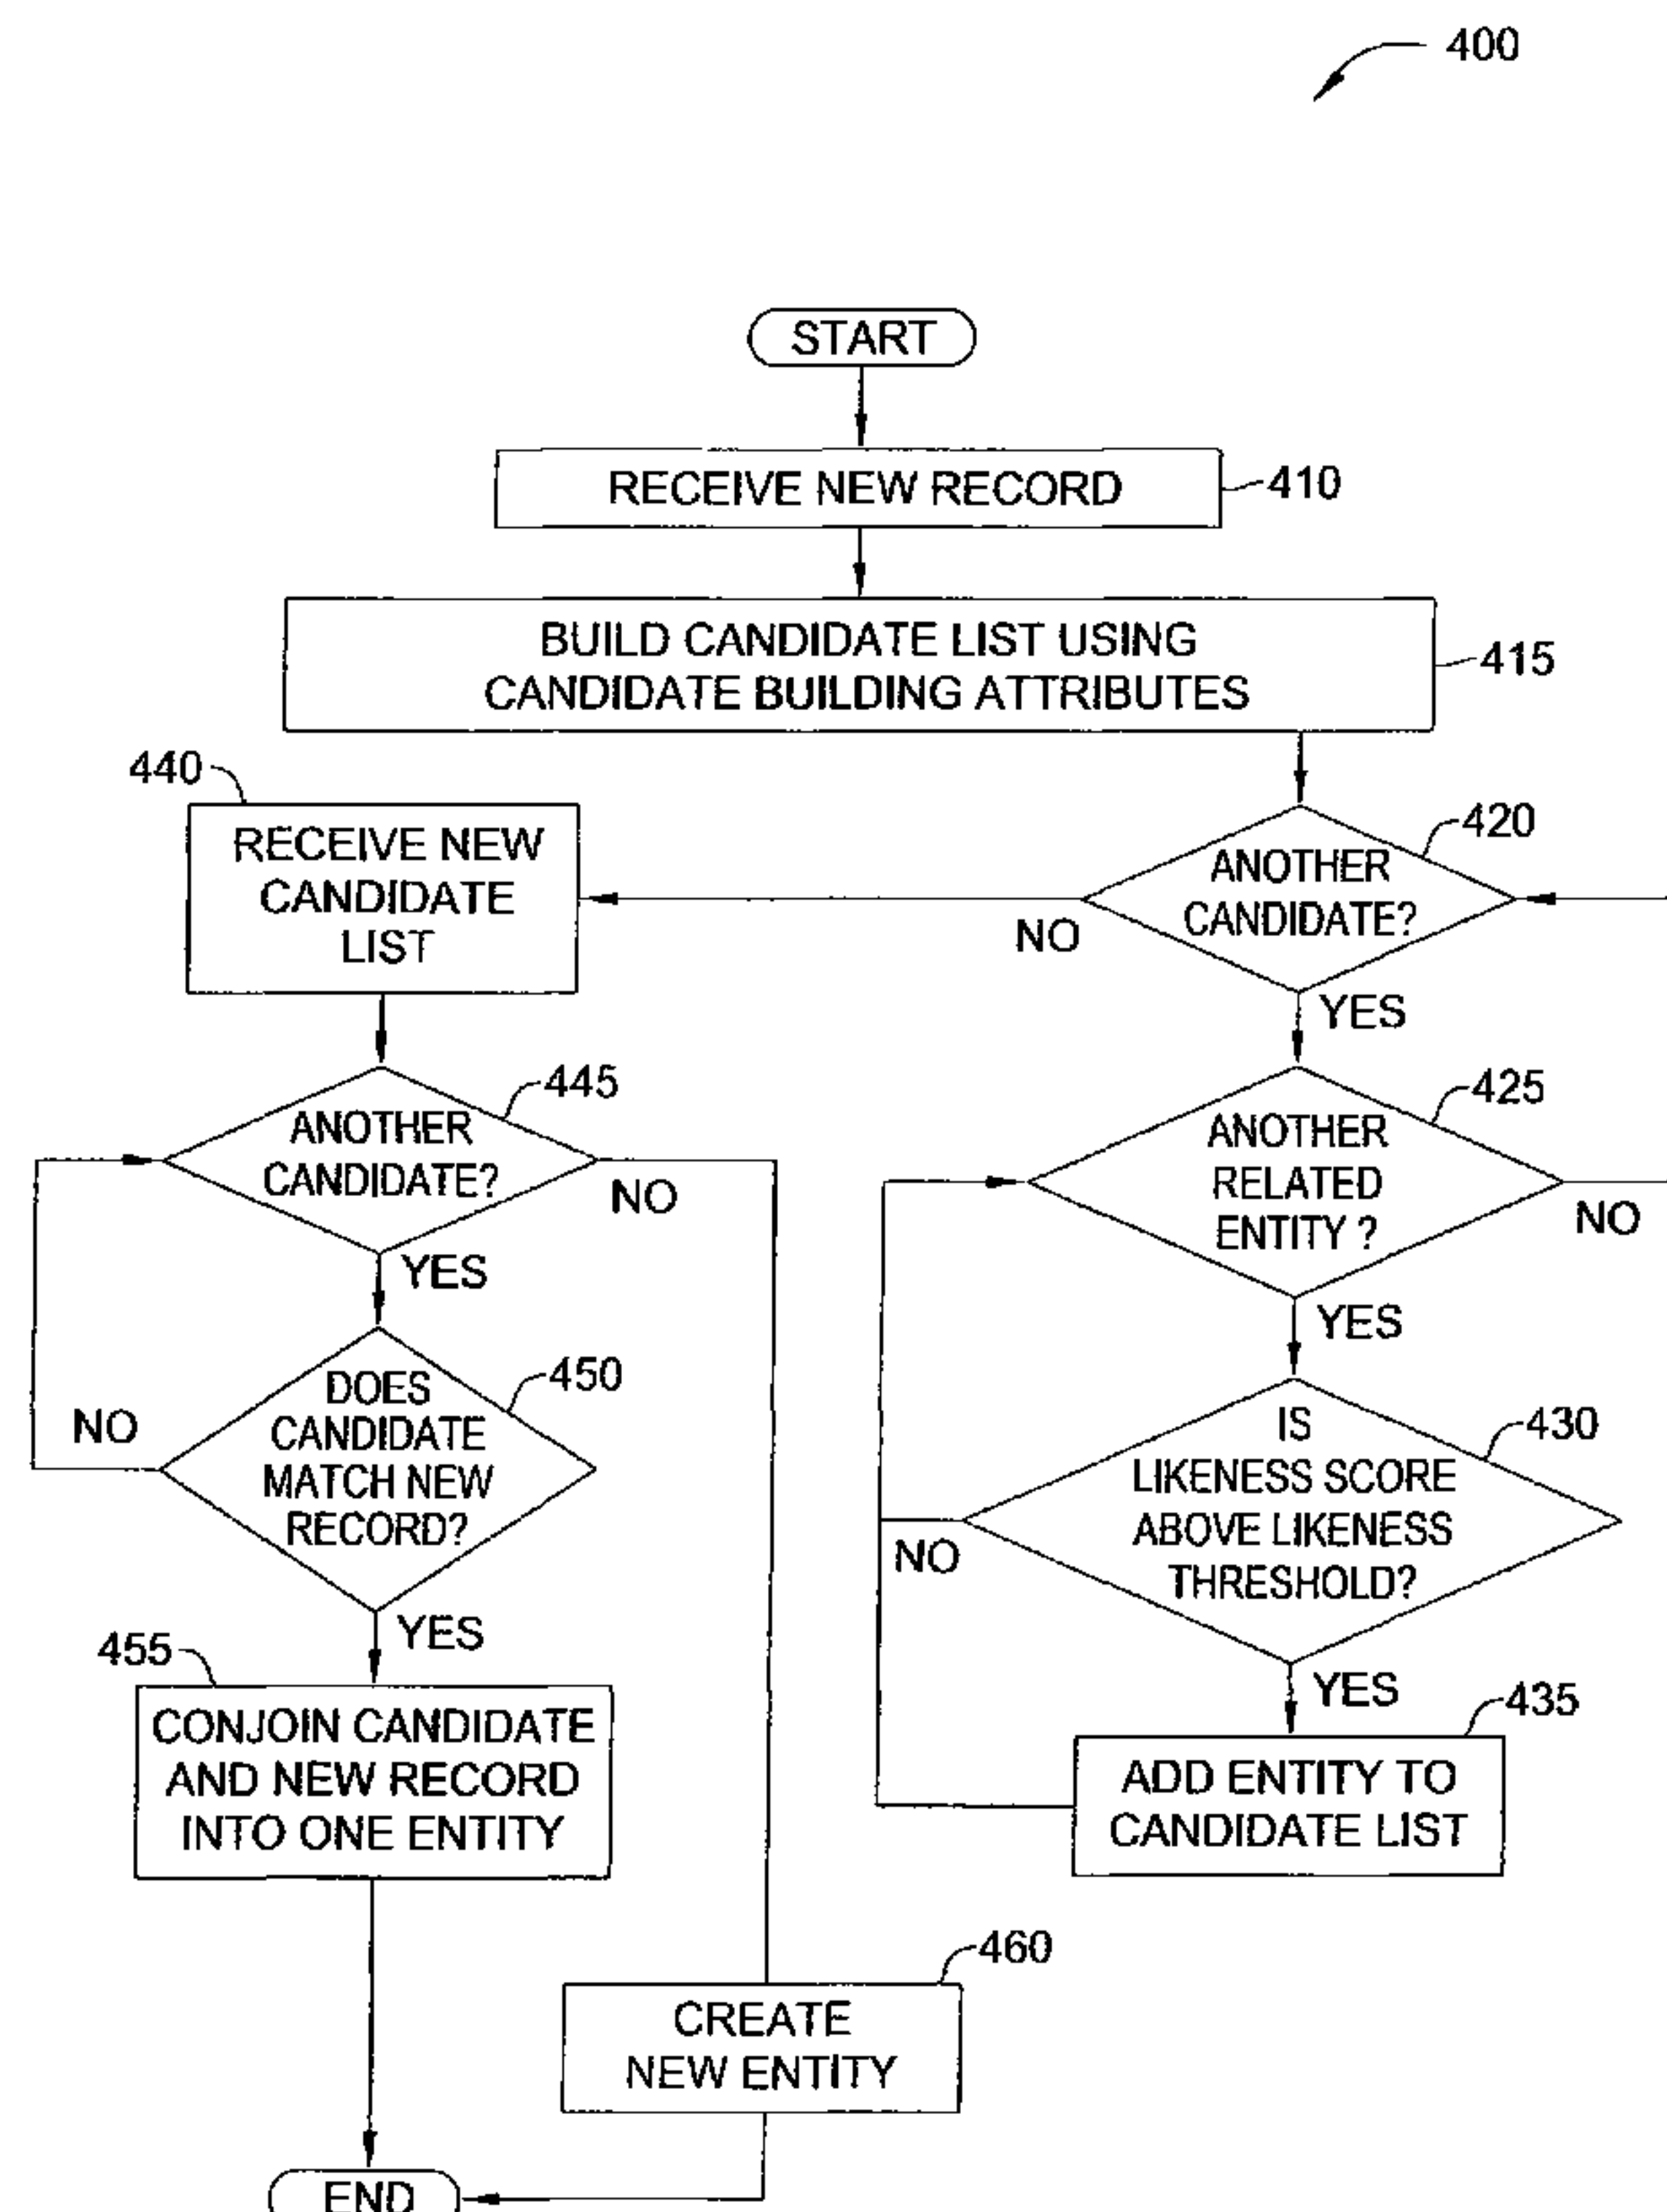 400
START
RECEIVE NEW RECORD
410
BUILD CANDIDATE LIST USING
CANDIDATE BUILDING ATTRIBUTES
415
440
RECEIVE NEW
CANDIDATE
LIST
420
ANOTHER
CANDIDATE?
NO
YES
445
ANOTHER
CANDIDATE?
NO
YES
425
ANOTHER
RELATED
ENTITY ?
NO
YES
450
DOES
CANDIDATE
MATCH NEW
RECORD?
NO
YES
430
IS
LIKENESS SCORE
ABOVE LIKENESS
THRESHOLD?
NO
YES
455
CONJOIN CANDIDATE
AND NEW RECORD
INTO ONE ENTITY
435
ADD ENTITY TO
CANDIDATE LIST
460
CREATE
NEW ENTITY
END